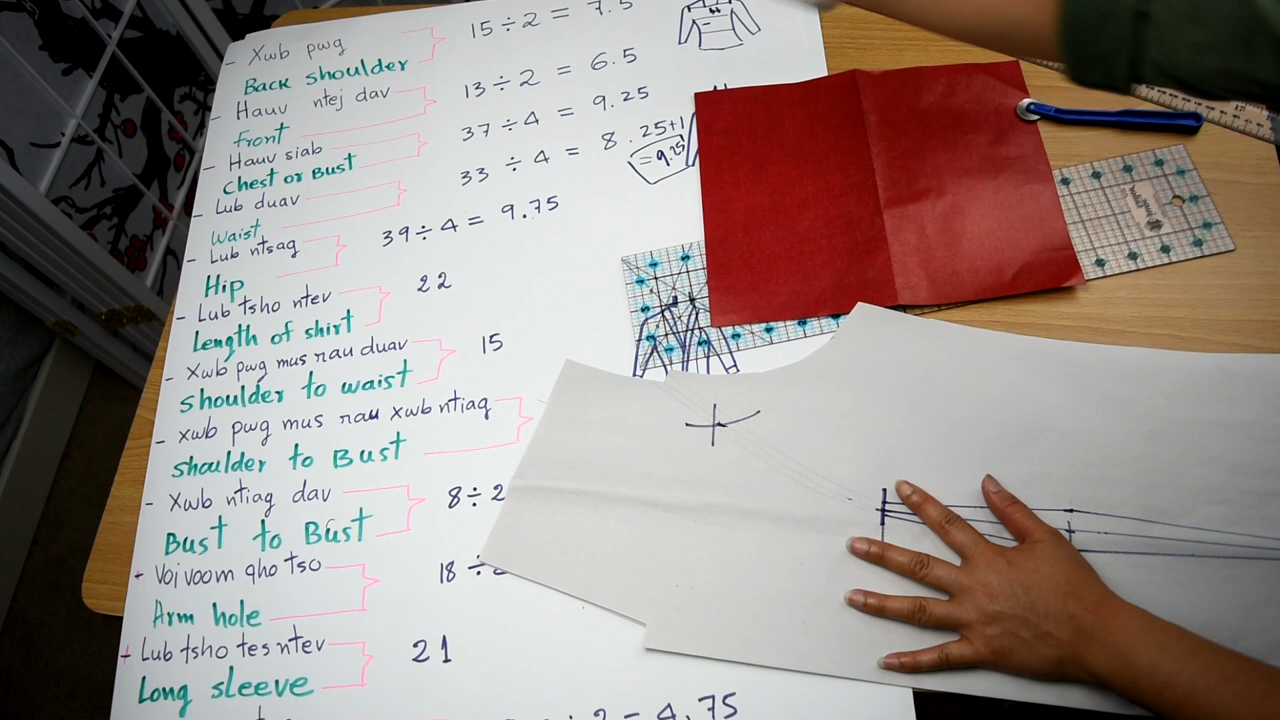 - Xwb pwg 15÷2 = 7.5
Back shoulder
- Hauv ntej dav 13÷2 = 6.5
front
- Hauv siab 37÷4 = 9.25
Chest or Bust
- Lub duav 33 ÷ 4 = 8.25+1
= 9.25
Waist
- Lub ntsag 39÷4 = 9.75
Hip
- Lub tsho ntev 22
Length of shirt
- Xwb pwg mus rau duav 15
shoulder to waist
- xwb pwg mus rau xwb ntiag
shoulder to Bust
- Xwb ntiag dav 8÷2
Bust to Bust
+ Voj voom qho tso 18 ÷
Arm hole
+ Lub tsho tes ntev 21
Long sleeve
÷ 2 = 4.75